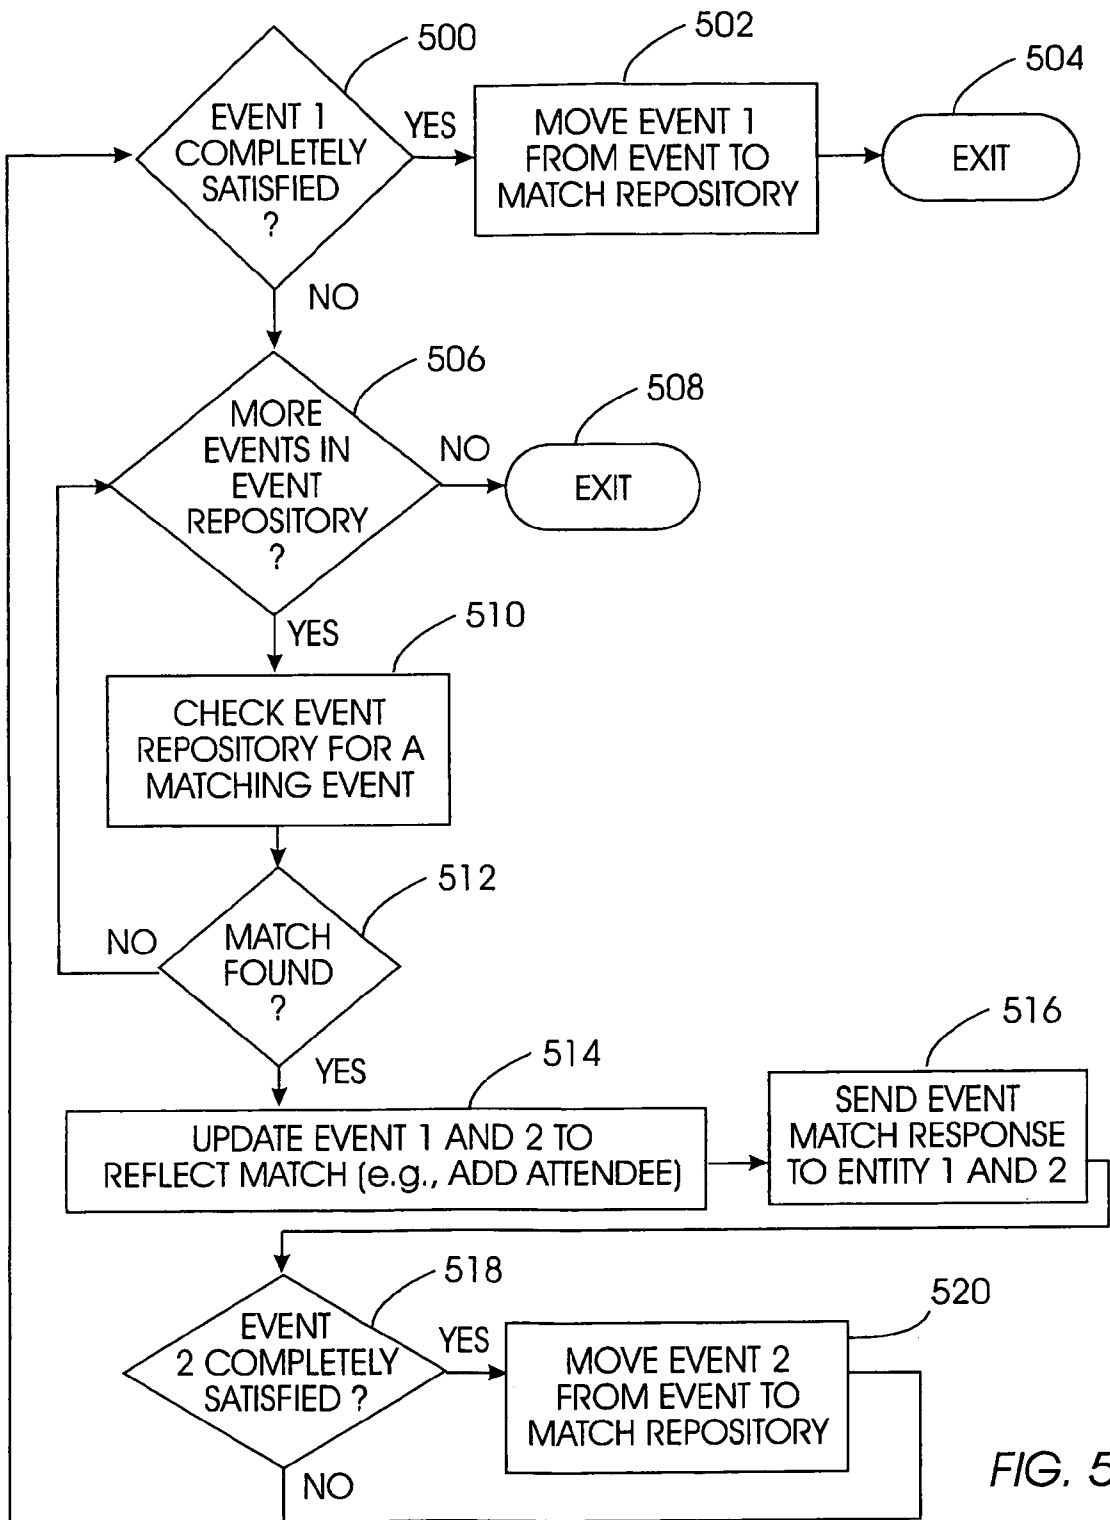 500
EVENT 1
COMPLETELY
SATISFIED
?
YES
502
MOVE EVENT 1
FROM EVENT TO
MATCH REPOSITORY
504
EXIT
NO
506
MORE
EVENTS IN
EVENT
REPOSITORY
?
NO
508
EXIT
YES
510
CHECK EVENT
REPOSITORY FOR A
MATCHING EVENT
512
MATCH
FOUND
?
NO
YES
514
UPDATE EVENT 1 AND 2 TO
REFLECT MATCH (e.g., ADD ATTENDEE)
516
SEND EVENT
MATCH RESPONSE
TO ENTITY 1 AND 2
518
EVENT
2 COMPLETELY
SATISFIED ?
YES
520
MOVE EVENT 2
FROM EVENT TO
MATCH REPOSITORY
NO
FIG. 5